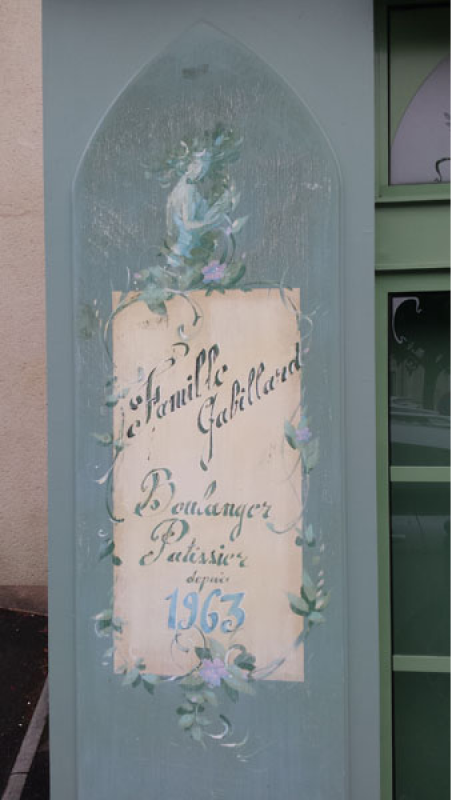 Famille
Gabillard
Boulanger
Patissier
depuis
1963